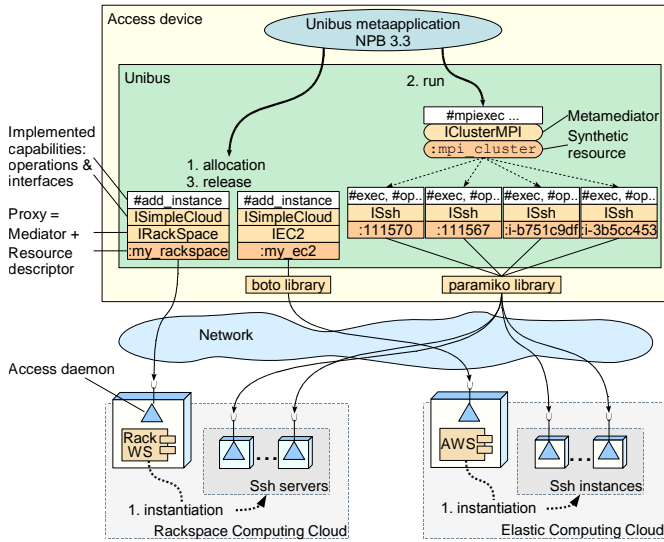 Access device
Unibus metaapplication
NPB 3.3
Unibus
2. run
#mpiexec ...
IClusterMPI
:mpi_cluster
Metamediator
Synthetic
resource
Implemented
capabilities:
operations &
interfaces
1. allocation
3. release
Proxy =
Mediator +
Resource
descriptor
#add_instance
ISimpleCloud
IRackSpace
:my_rackspace
#add_instance
ISimpleCloud
IEC2
:my_ec2
#exec, #op..
ISsh
:111570
#exec, #op..
ISsh
:111567
#exec, #op..
ISsh
:i-b751c9df
#exec, #op...
ISsh
:i-3b5cc453
boto library
paramiko library
Network
Access daemon
Rack
WS
...
Ssh servers
1. instantiation
Rackspace Computing Cloud
AWS
...
Ssh instances
1. instantiation
Elastic Computing Cloud